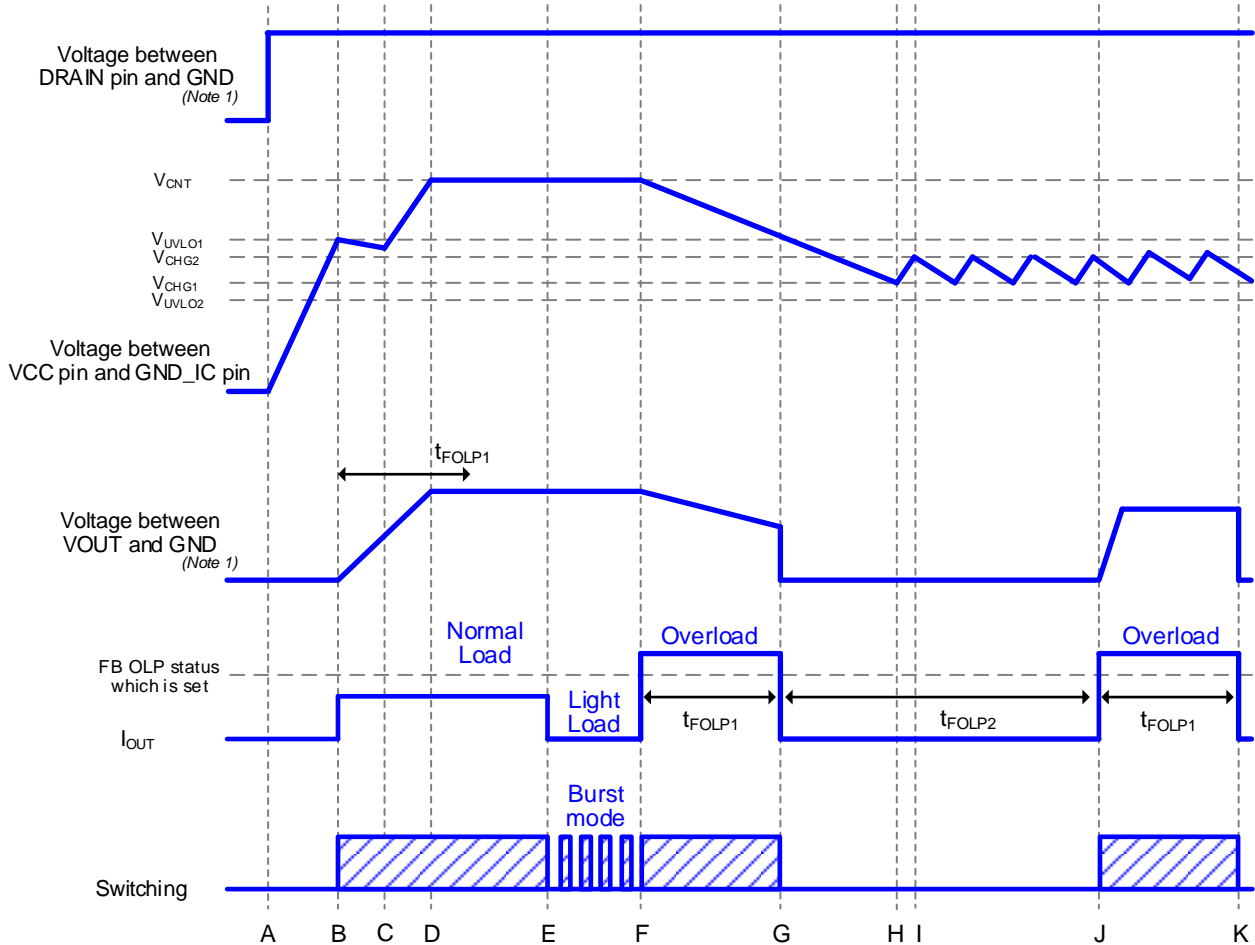 Voltage between
DRAIN pin and GND
(Note 1)
VCNT
VUVLO1
VCHG2
VCHG1
VUVLO2
Voltage between
VCC pin and GND_IC pin
tFOLP1
Voltage between
VOUT and GND
(Note 1)
Normal
Load
Overload
Overload
FB OLP status
which is set
Light
Load
tFOLP1
tFOLP2
tFOLP1
IOUT
Burst
mode
Switching
A B C D E F G H I J K